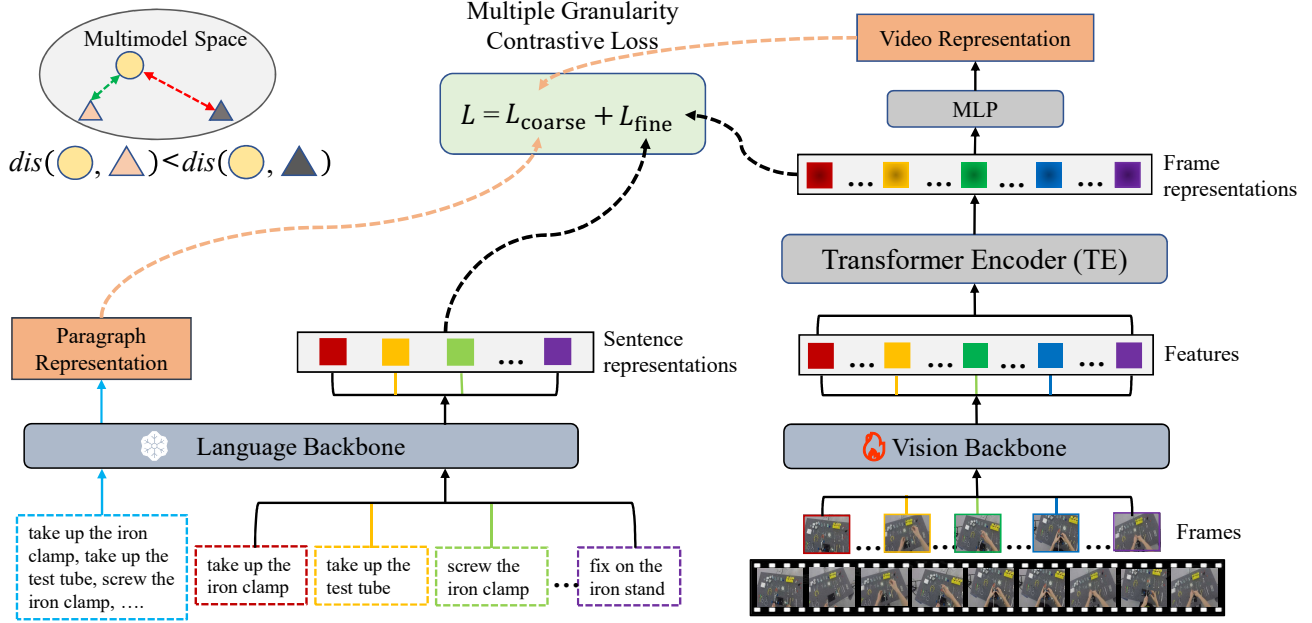 Multimodel Space
dis( , )<dis( , )
Multiple Granularity
Contrastive Loss
L = L_coarse + L_fine
Video Representation
MLP
Frame
representations
Transformer Encoder (TE)
Paragraph
Representation
Sentence
representations
Features
Language Backbone
Vision Backbone
take up the iron
clamp, take up the
test tube, screw the
iron clamp, ….
take up the
iron clamp
take up the
test tube
screw the
iron clamp
...
fix on the
iron stand
Frames